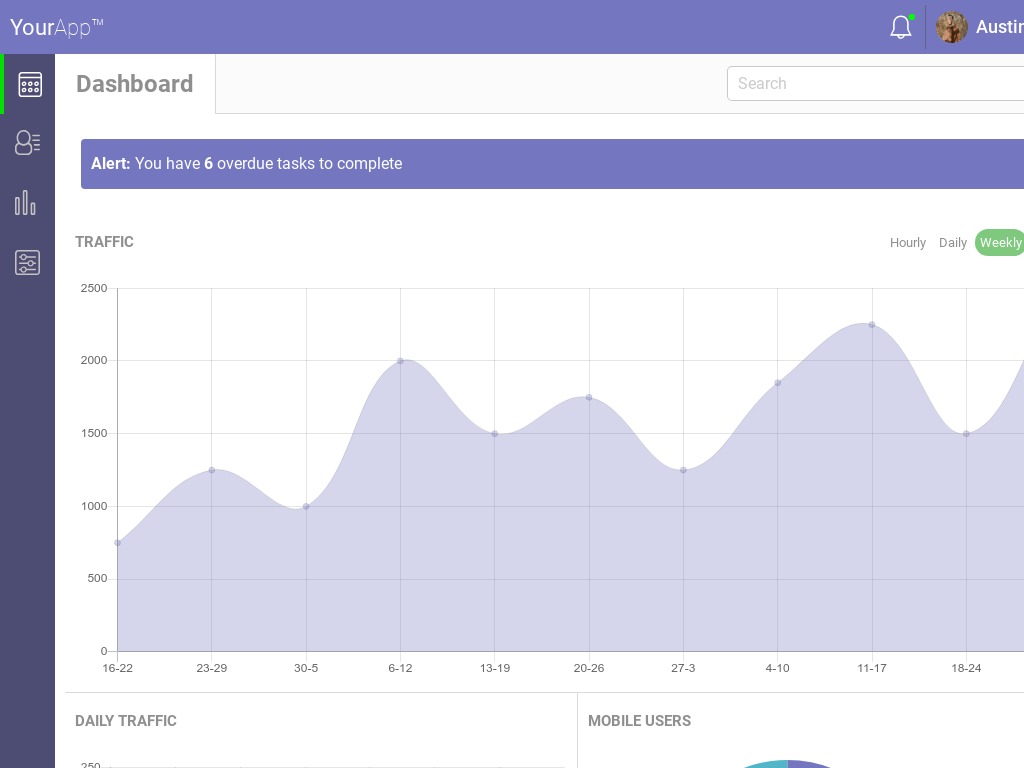 YourApp™
Austin
Dashboard
Search
Alert: You have 6 overdue tasks to complete
TRAFFIC
Hourly Daily Weekly
2500
2000
1500
1000
500
0
16-22 23-29 30-5 6-12 13-19 20-26 27-3 4-10 11-17 18-24
DAILY TRAFFIC
MOBILE USERS
250